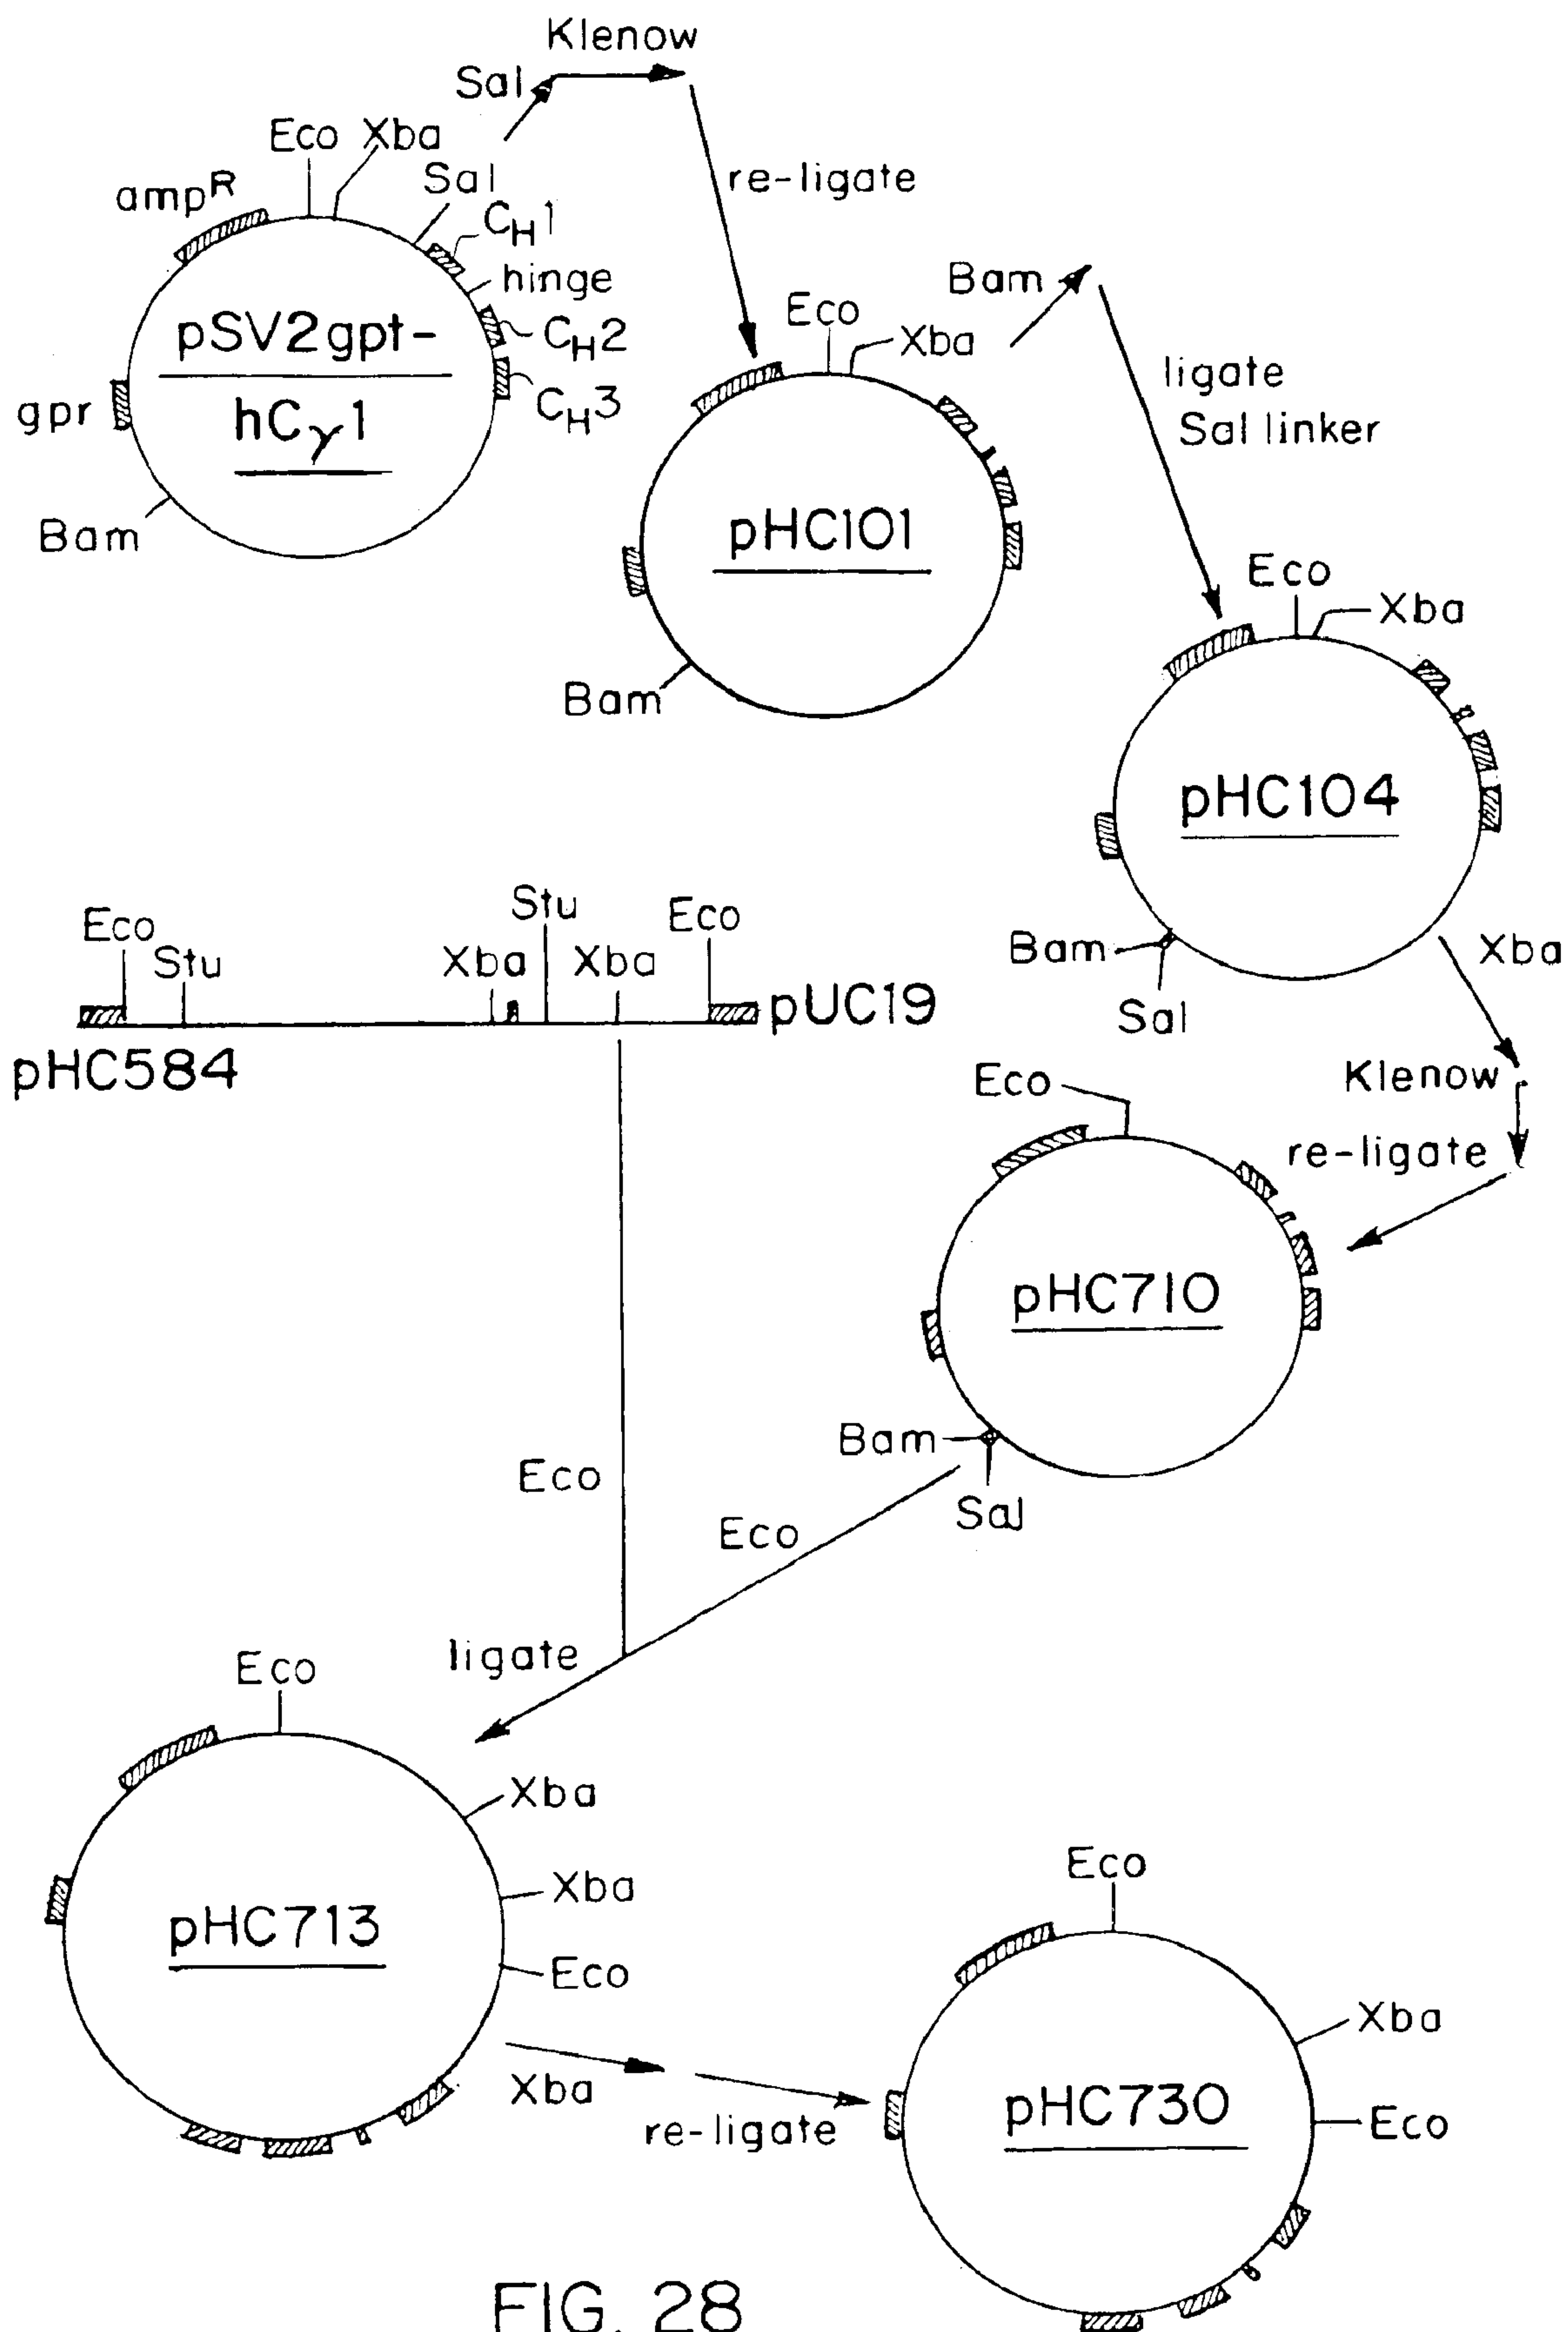 Klenow
Sal
Eco
Xba
Sal
ampR
re-ligate
CH1
hinge
CH2
CH3
pSV2gpt-
hCγ1
gpr
Bam
Bam
Eco
Xba
ligate
Sal linker
pHC101
Bam
Eco
Xba
pHC104
Bam
Sal
Xba
Eco
Stu
Xba
Stu
Xba
Eco
pUC19
pHC584
Klenow
re-ligate
Eco
pHC710
Bam
Sal
Eco
Eco
ligate
Eco
Xba
Xba
Eco
pHC713
Xba
re-ligate
Eco
Xba
Eco
pHC730
FIG. 28